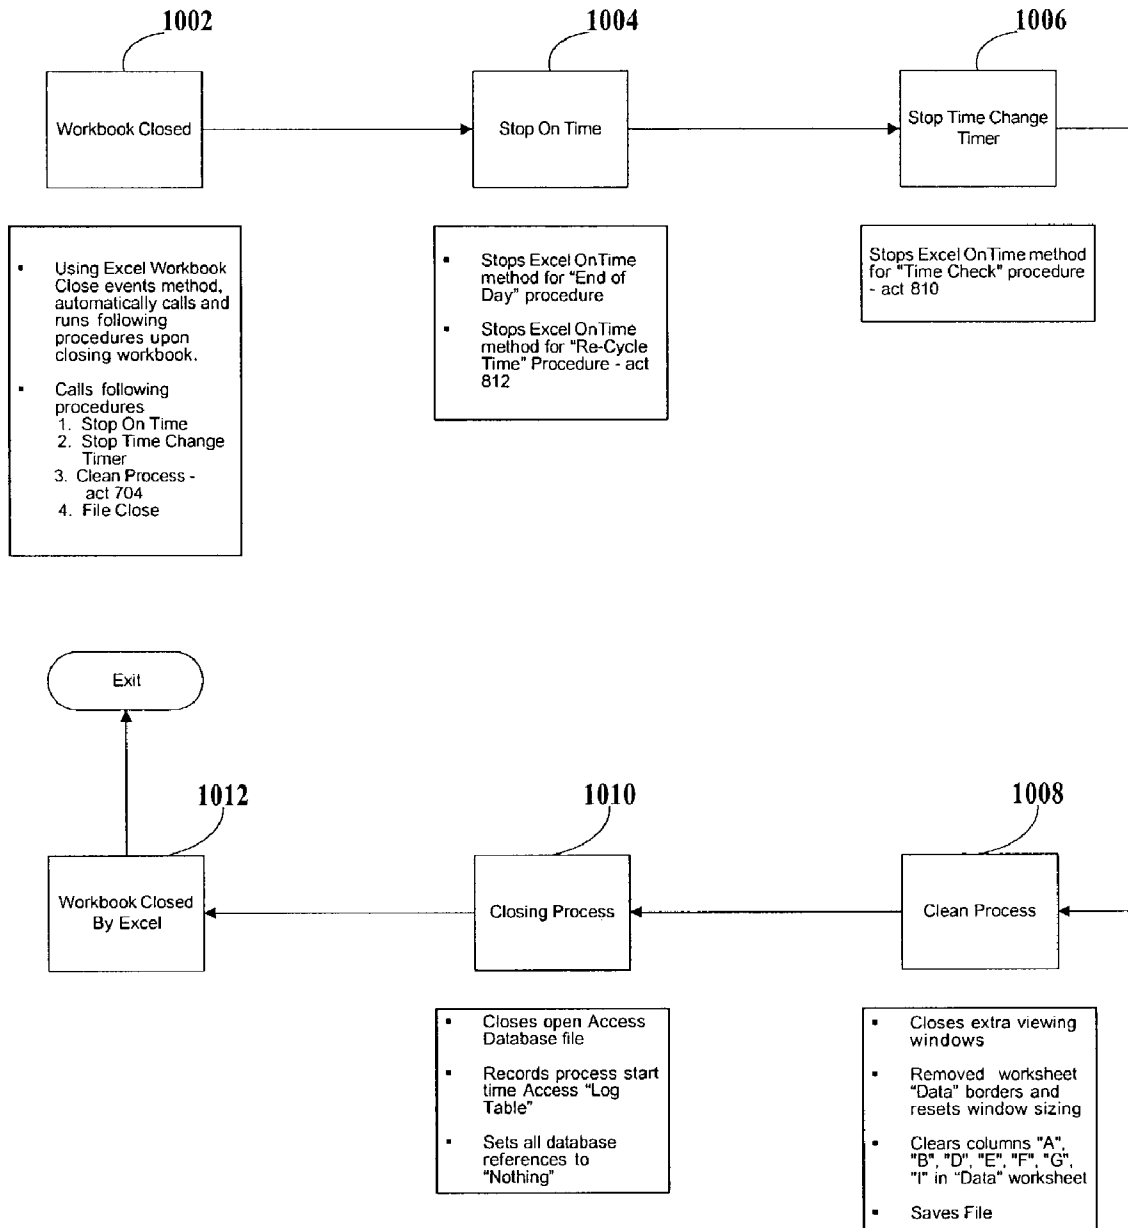 1002
1004
1006
Workbook Closed
Stop On Time
Stop Time Change
Timer
▪ Using Excel Workbook
Close events method,
automatically calls and
runs following
procedures upon
closing workbook.
▪ Calls following
procedures
1. Stop On Time
2. Stop Time Change
Timer
3. Clean Process -
act 704
4. File Close
▪ Stops Excel OnTime
method for “End of
Day” procedure
▪ Stops Excel OnTime
method for “Re-Cycle
Time” Procedure - act
812
Stops Excel OnTime method
for "Time Check" procedure
- act 810
Exit
1012
1010
1008
Workbook Closed
By Excel
Closing Process
Clean Process
▪ Closes open Access
Database file
▪ Records process start
time Access “Log
Table”
▪ Sets all database
references to
“Nothing”
▪ Closes extra viewing
windows
▪ Removed worksheet
“Data” borders and
resets window sizing
▪ Clears columns "A",
"B", "D", "E", "F", "G",
"I" in “Data” worksheet
▪ Saves File